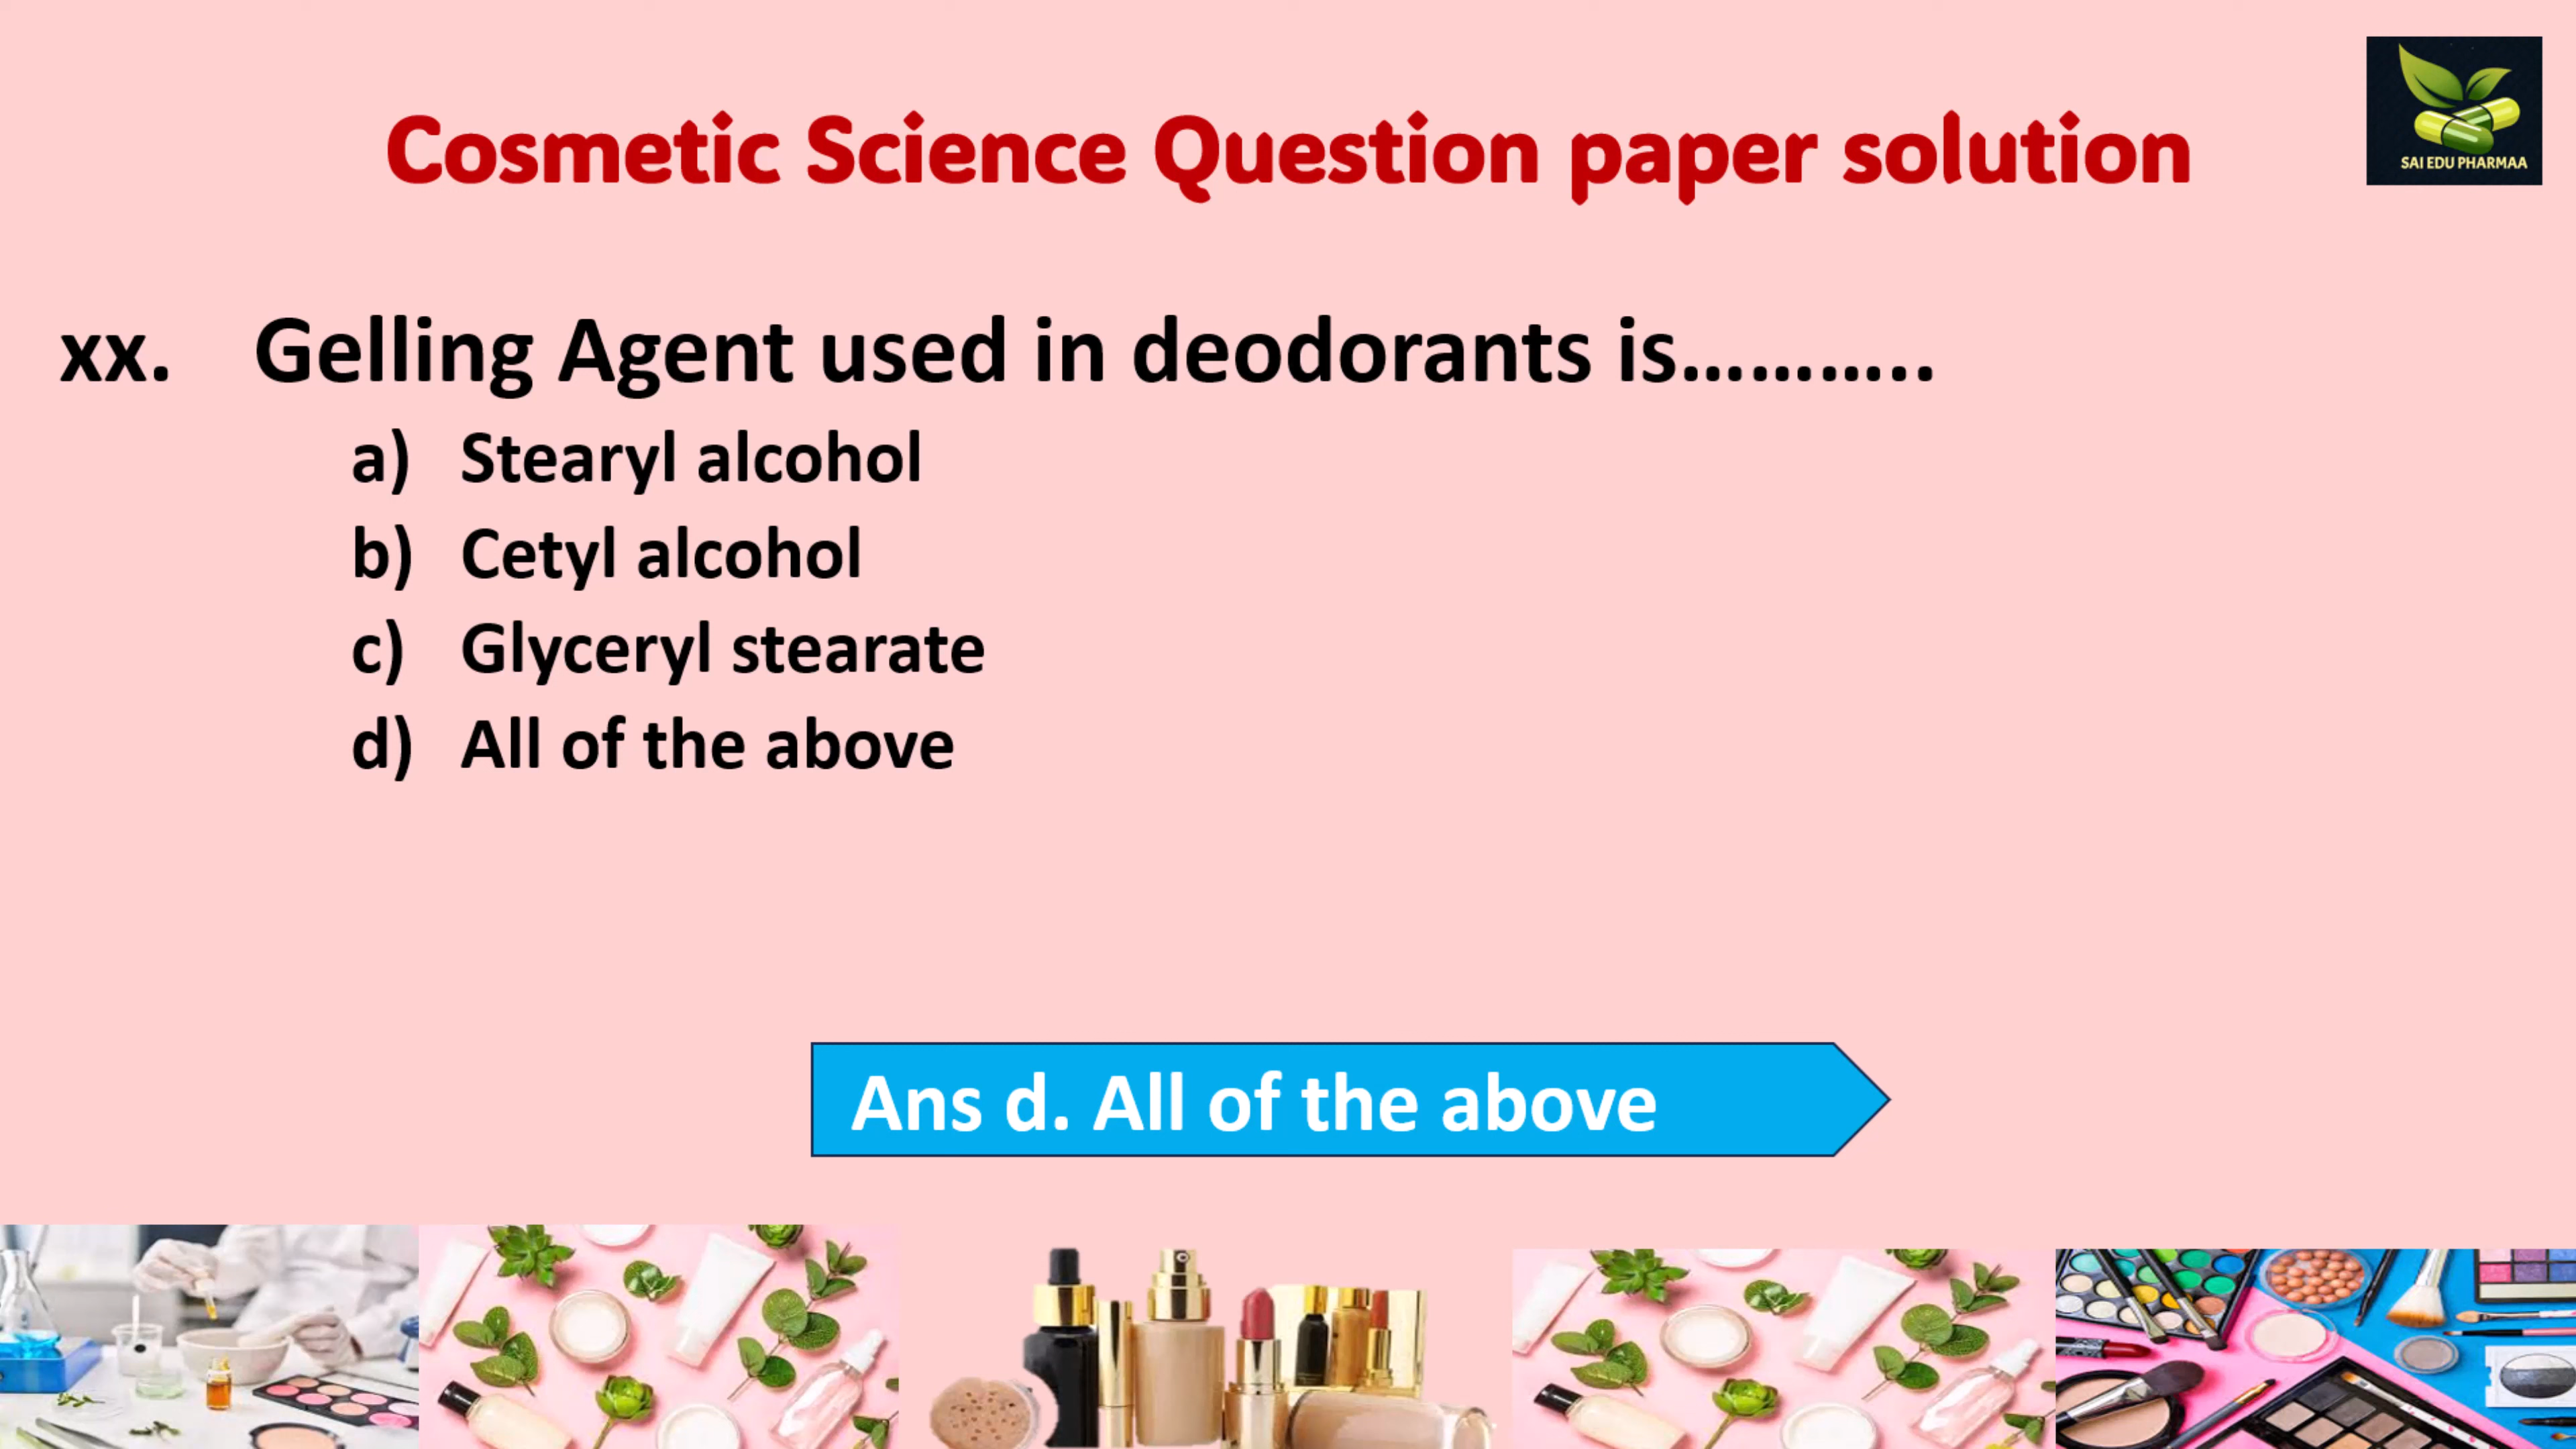 Cosmetic Science Question paper solution
SAI EDU PHARMAA
xx. Gelling Agent used in deodorants is………..
a) Stearyl alcohol
b) Cetyl alcohol
c) Glyceryl stearate
d) All of the above
Ans d. All of the above